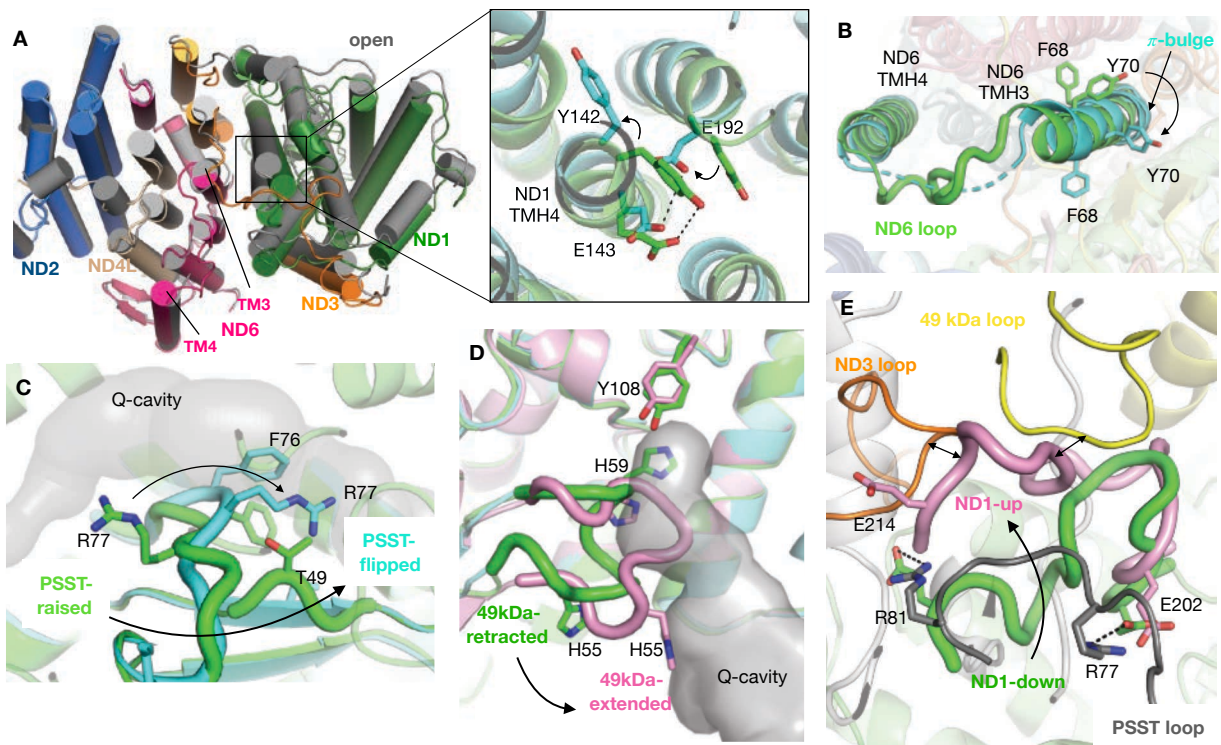 A
open
ND2
ND4L
TM3
ND6
TM4
ND3
ND1
Y142
E192
ND1
TMH4
E143
B
ND6
TMH4
ND6
TMH3
F68
Y70
π-bulge
Y70
F68
ND6 loop
C
Q-cavity
F76
R77
R77
PSST-
raised
T49
PSST-
flipped
D
Y108
H59
49kDa-
retracted
H55
H55
49kDa-
extended
Q-cavity
E
49 kDa loop
ND3 loop
E214
ND1-up
R81
E202
R77
ND1-down
PSST loop